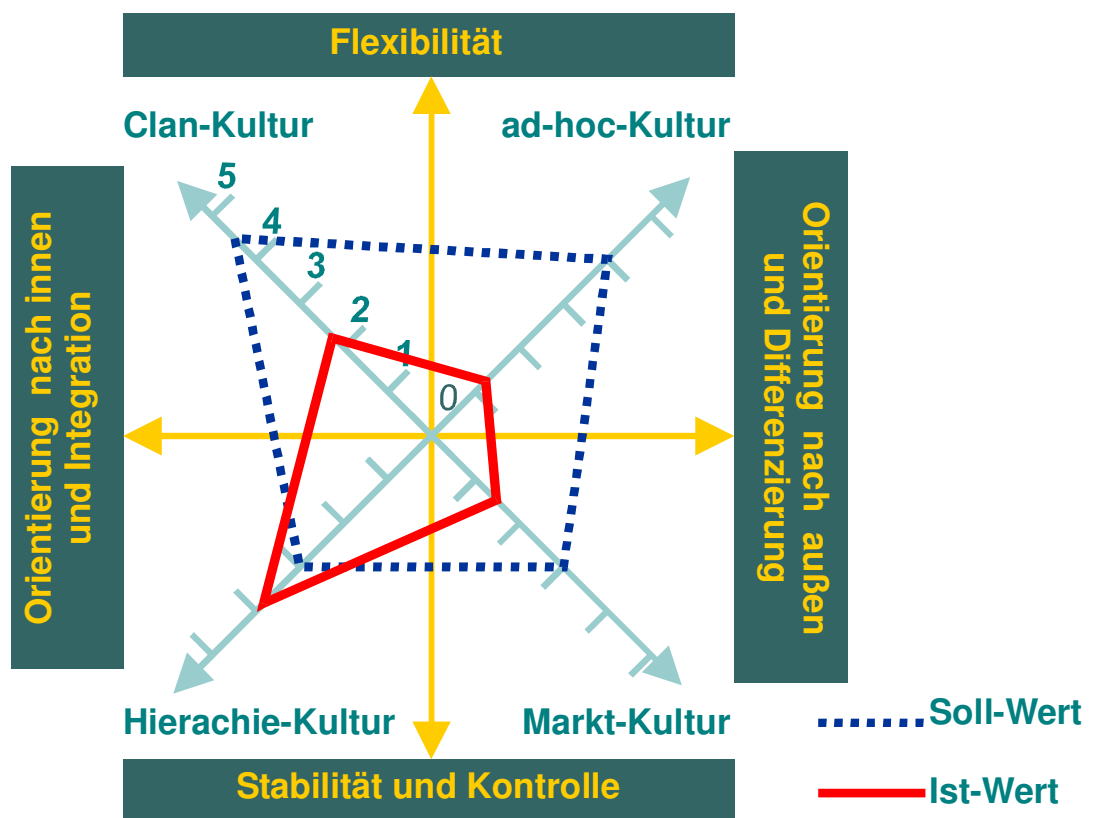 Flexibilität
Clan-Kultur
ad-hoc-Kultur
5
4
3
2
1
0
Orientierung nach innen
und Integration
Orientierung nach außen
und Differenzierung
Hierachie-Kultur
Markt-Kultur
Stabilität und Kontrolle
Soll-Wert
Ist-Wert